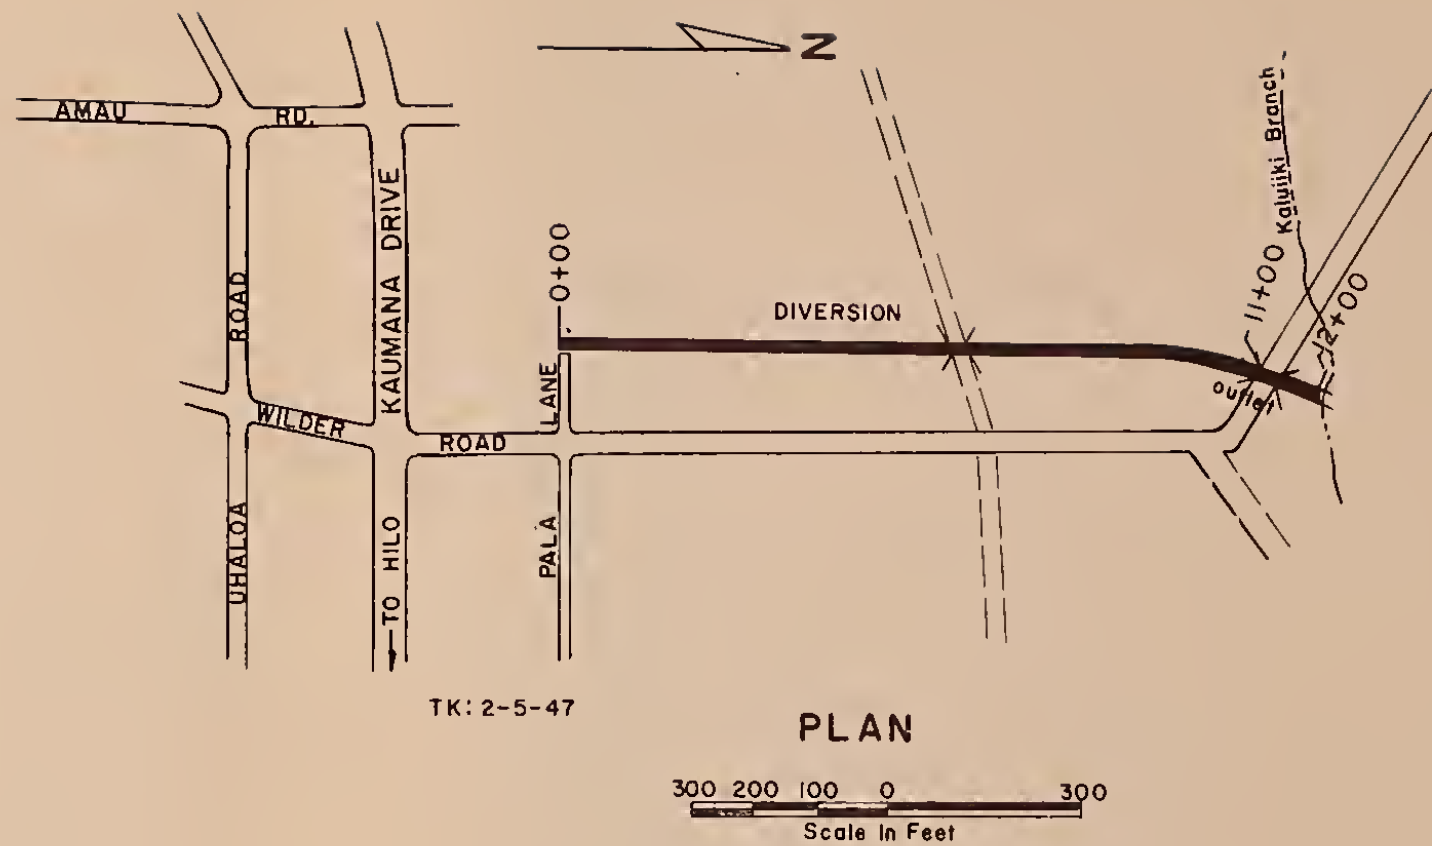 N
AMAU RD.
UHALOA ROAD
KAUMANA DRIVE
TO HILO
WILDER ROAD
PALA LANE
0+00
DIVERSION
11+00
12+00
outlet
Kaluiiki Branch
TK: 2-5-47
PLAN
300 200 100 0 300
Scale In Feet